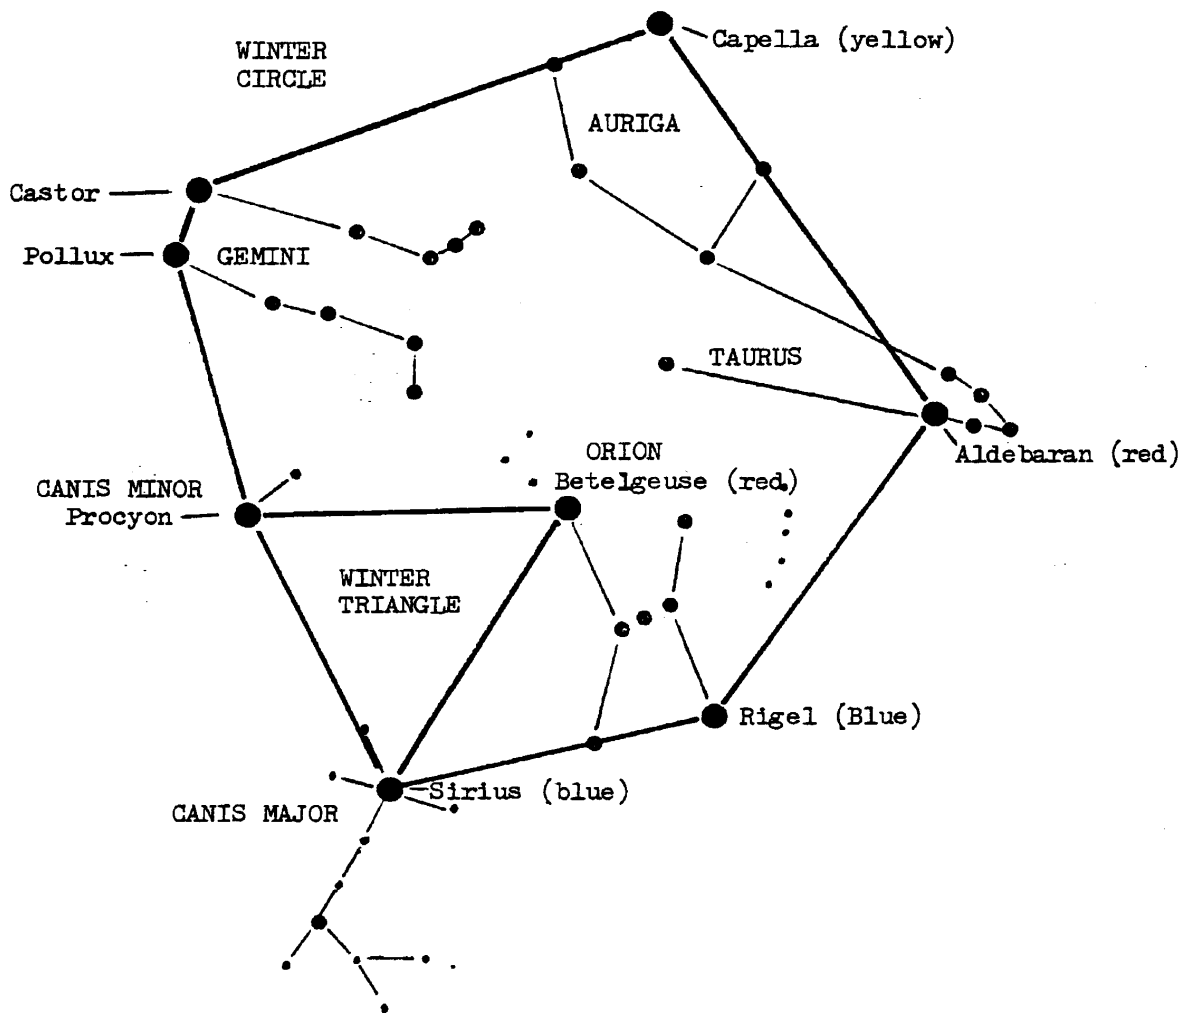 WINTER
CIRCLE
Capella (yellow)
AURIGA
Castor
Pollux
GEMINI
TAURUS
ORION
Aldebaran (red)
Betelgeuse (red)
CANIS MINOR
Procyon
WINTER
TRIANGLE
Rigel (Blue)
Sirius (blue)
CANIS MAJOR